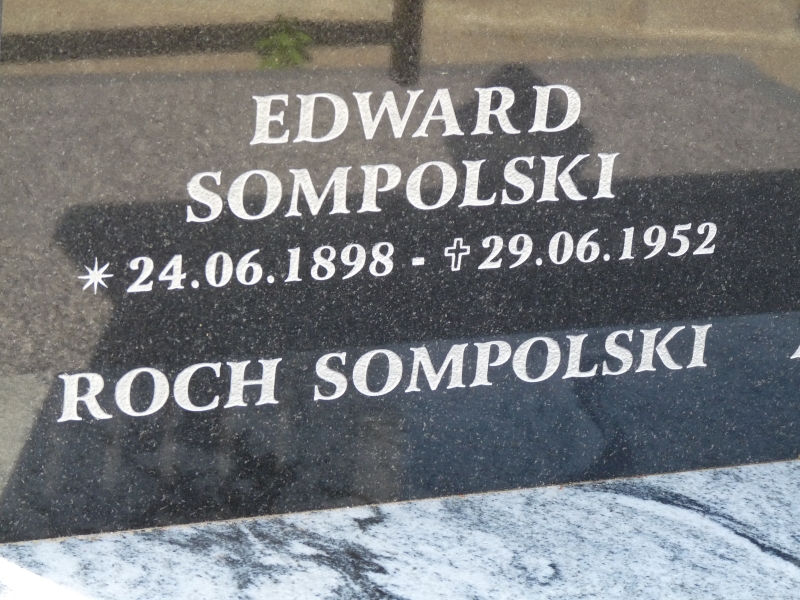 EDWARD
SOMPOLSKI
✴ 24.06.1898 - ✝ 29.06.1952
ROCH SOMPOLSKI